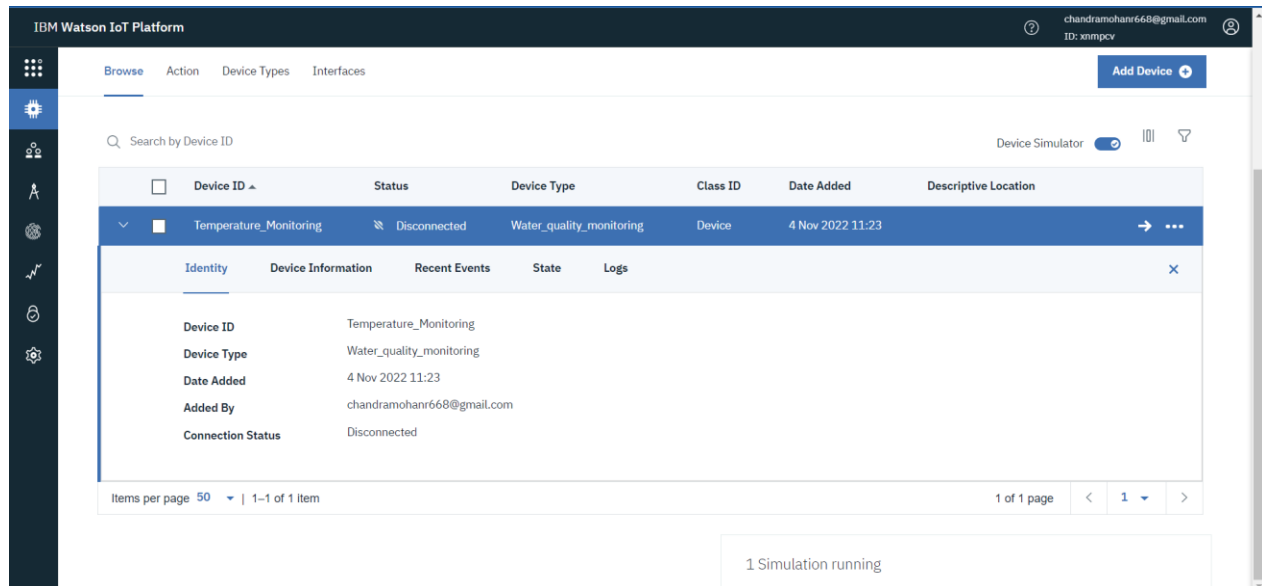 IBM Watson IoT Platform
chandramohanr668@gmail.com
ID: xnmpcv
Browse Action Device Types Interfaces
Add Device
Search by Device ID
Device Simulator
Device ID Status Device Type Class ID Date Added Descriptive Location
Temperature_Monitoring Disconnected Water_quality_monitoring Device 4 Nov 2022 11:23
Identity Device Information Recent Events State Logs
Device ID Temperature_Monitoring
Device Type Water_quality_monitoring
Date Added 4 Nov 2022 11:23
Added By chandramohanr668@gmail.com
Connection Status Disconnected
Items per page 50 | 1–1 of 1 item 1 of 1 page 1
1 Simulation running